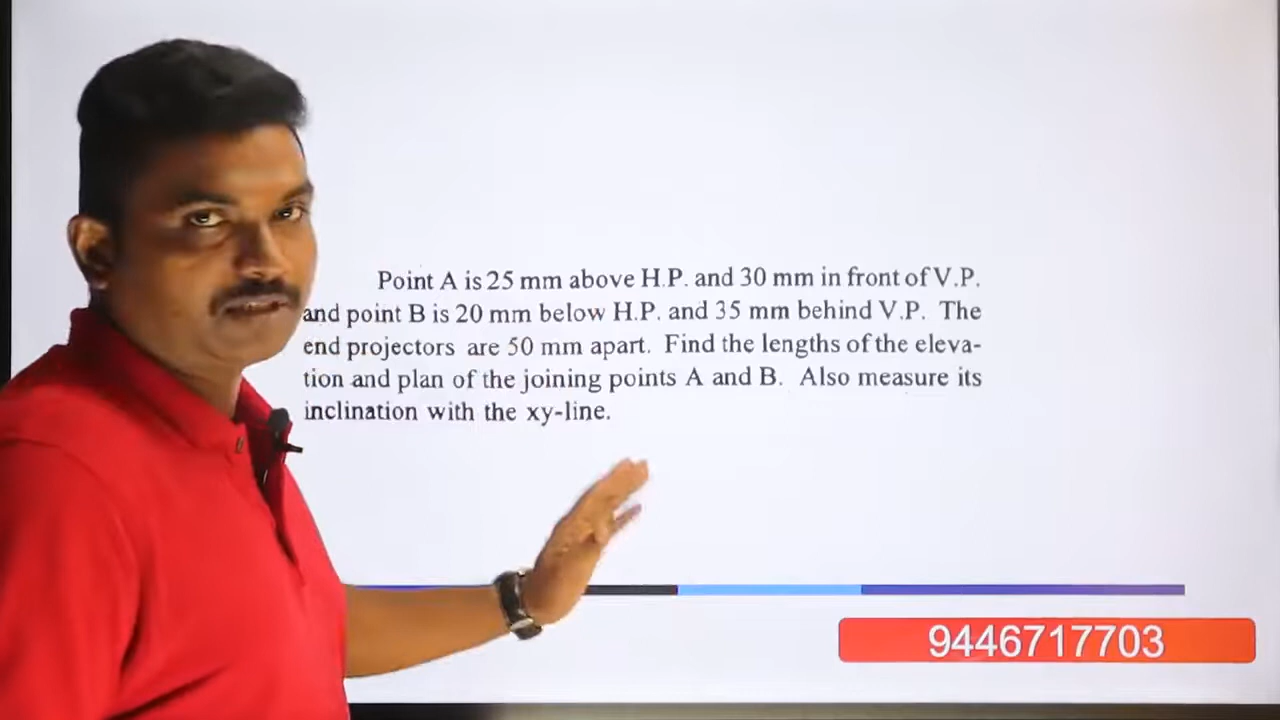 Point A is 25 mm above H.P. and 30 mm in front of V.P.
and point B is 20 mm below H.P. and 35 mm behind V.P. The
end projectors are 50 mm apart. Find the lengths of the eleva-
tion and plan of the joining points A and B. Also measure its
inclination with the xy-line.
9446717703